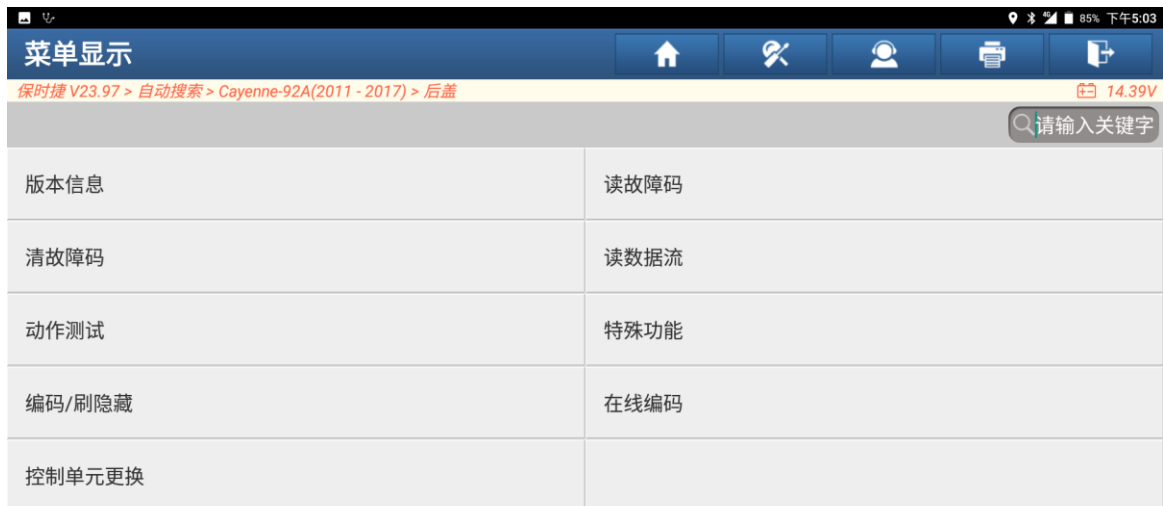 4G 85% 下午5:03
菜单显示
保时捷 V23.97 > 自动搜索 > Cayenne-92A(2011 - 2017) > 后盖 14.39V
请输入关键字
版本信息 读故障码
清故障码 读数据流
动作测试 特殊功能
编码/刷隐藏 在线编码
控制单元更换